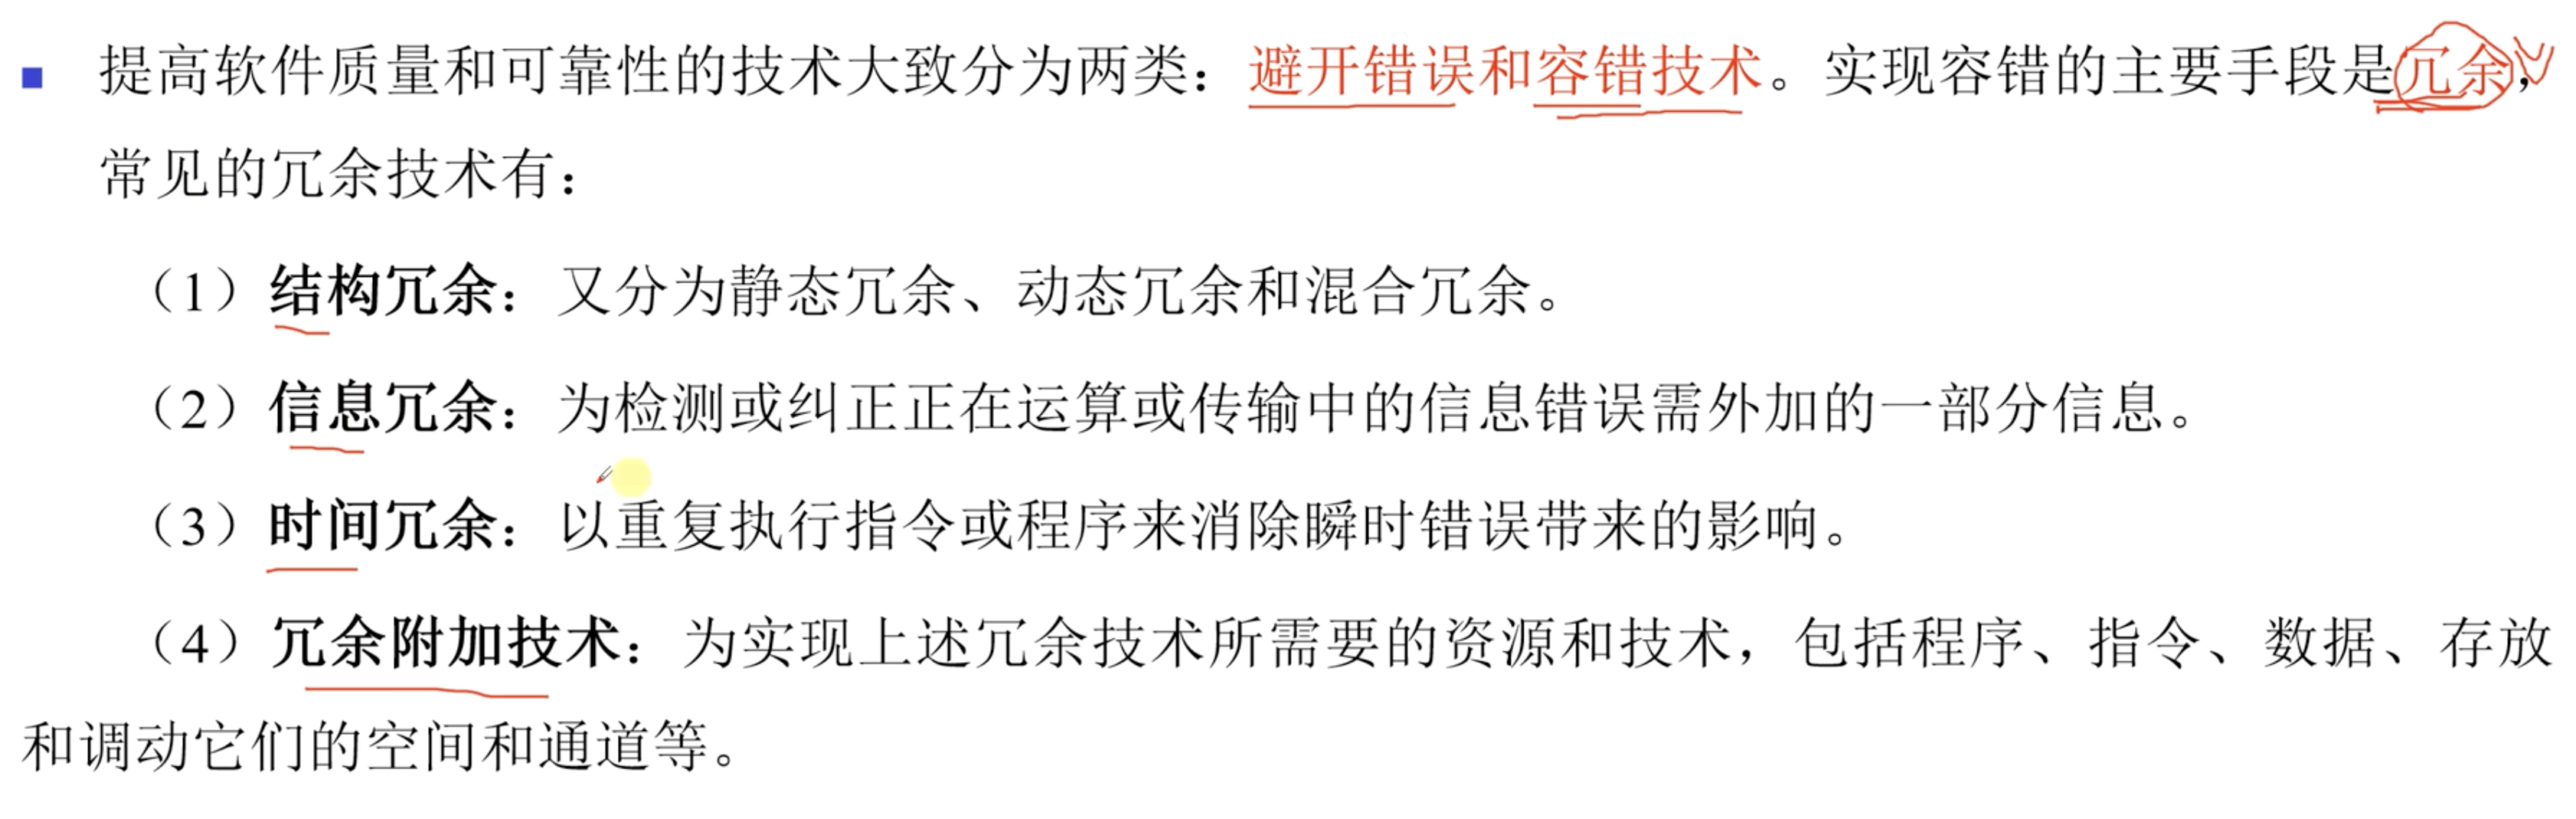 提高软件质量和可靠性的技术大致分为两类：避开错误和容错技术。实现容错的主要手段是冗余，
常见的冗余技术有：
（1）结构冗余：又分为静态冗余、动态冗余和混合冗余。
（2）信息冗余：为检测或纠正正在运算或传输中的信息错误需外加的一部分信息。
（3）时间冗余：以重复执行指令或程序来消除瞬时错误带来的影响。
（4）冗余附加技术：为实现上述冗余技术所需要的资源和技术，包括程序、指令、数据、存放
和调动它们的空间和通道等。